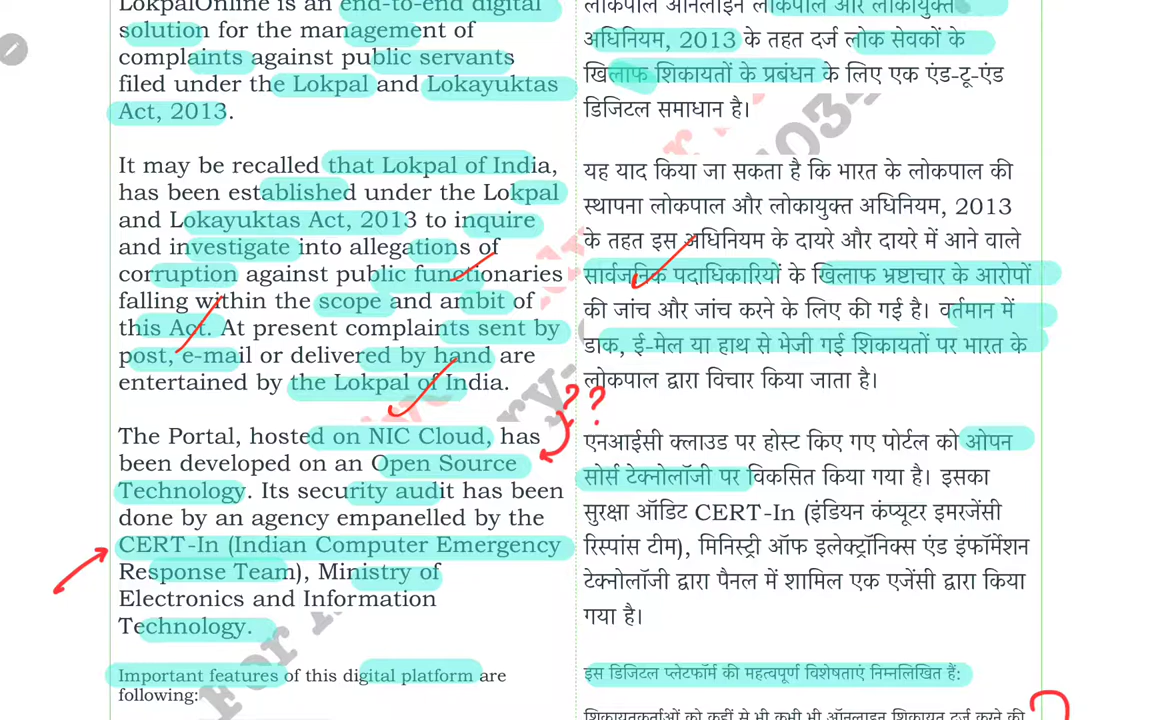 LokpalOnline is an end-to-end digital
solution for the management of
complaints against public servants
filed under the Lokpal and Lokayuktas
Act, 2013.
It may be recalled that Lokpal of India,
has been established under the Lokpal
and Lokayuktas Act, 2013 to inquire
and investigate into allegations of
corruption against public functionaries
falling within the scope and ambit of
this Act. At present complaints sent by
post, e-mail or delivered by hand are
entertained by the Lokpal of India.
The Portal, hosted on NIC Cloud, has
been developed on an Open Source
Technology. Its security audit has been
done by an agency empanelled by the
CERT-In (Indian Computer Emergency
Response Team), Ministry of
Electronics and Information
Technology.
Important features of this digital platform are
following:
लोकपाल ऑनलाइन लोकपाल और लोकायुक्त
अधिनियम, 2013 के तहत दर्ज लोक सेवकों के
खिलाफ शिकायतों के प्रबंधन के लिए एक एंड-टू-एंड
डिजिटल समाधान है।
यह याद किया जा सकता है कि भारत के लोकपाल की
स्थापना लोकपाल और लोकायुक्त अधिनियम, 2013
के तहत इस अधिनियम के दायरे और दायरे में आने वाले
सार्वजनिक पदाधिकारियों के खिलाफ भ्रष्टाचार के आरोपों
की जांच और जांच करने के लिए की गई है। वर्तमान में
डाक, ई-मेल या हाथ से भेजी गई शिकायतों पर भारत के
लोकपाल द्वारा विचार किया जाता है।
??
एनआईसी क्लाउड पर होस्ट किए गए पोर्टल को ओपन
सोर्स टेक्नोलॉजी पर विकसित किया गया है। इसका
सुरक्षा ऑडिट CERT-In (इंडियन कंप्यूटर इमरजेंसी
रिस्पांस टीम), मिनिस्ट्री ऑफ इलेक्ट्रॉनिक्स एंड इंफॉर्मेशन
टेक्नोलॉजी द्वारा पैनल में शामिल एक एजेंसी द्वारा किया
गया है।
इस डिजिटल प्लेटफॉर्म की महत्वपूर्ण विशेषताएं निम्नलिखित हैं:
शिकायतकर्ताओं को कहीं से भी कभी भी ऑनलाइन शिकायत दर्ज करने की